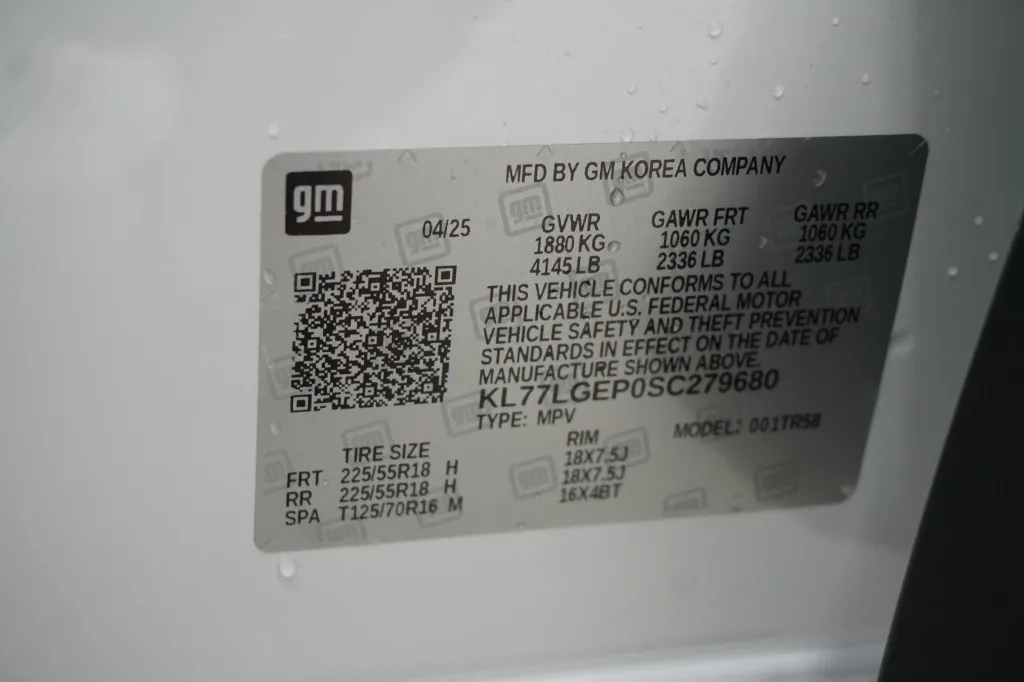 gm
MFD BY GM KOREA COMPANY
04/25
GVWR GAWR FRT GAWR RR
1880 KG 1060 KG 1060 KG
4145 LB 2336 LB 2336 LB
THIS VEHICLE CONFORMS TO ALL
APPLICABLE U.S. FEDERAL MOTOR
VEHICLE SAFETY AND THEFT PREVENTION
STANDARDS IN EFFECT ON THE DATE OF
MANUFACTURE SHOWN ABOVE.
KL77LGEP0SC279680
TYPE: MPV MODEL: 001TR58
TIRE SIZE RIM
FRT 225/55R18 H 18X7.5J
RR 225/55R18 H 18X7.5J
SPA T125/70R16 M 16X4BT